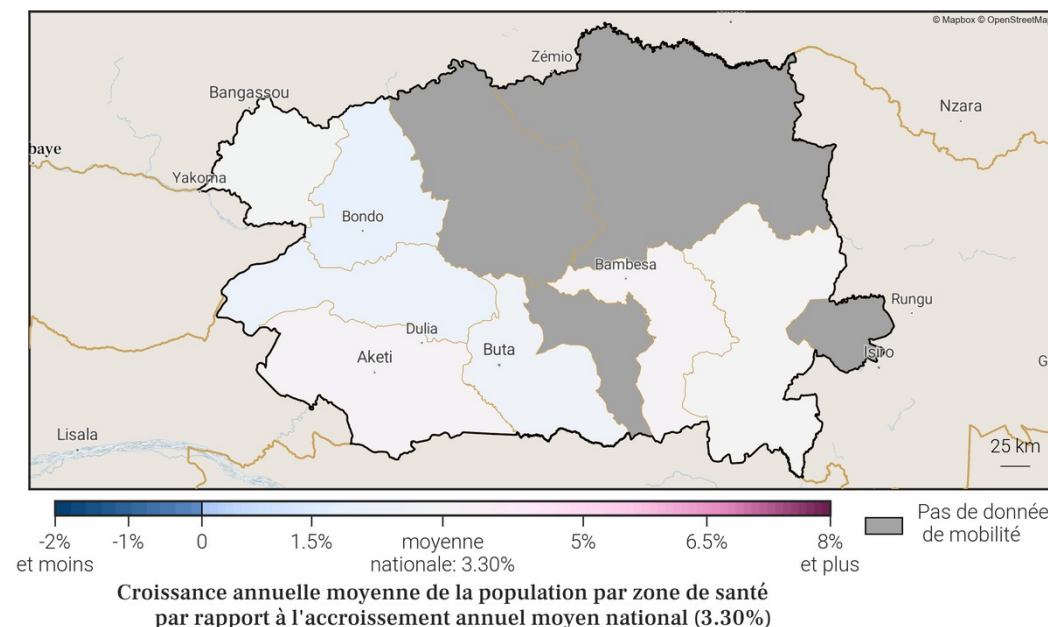 © Mapbox © OpenStreetMa
Zémio
Bangassou
Nzara
baye
Yakoma
Bondo
Bambesa
Rungu
Dulia
Buta
Isiro
Aketi
G
Lisala
25 km
-2% -1% 0 1.5% moyenne 5% 6.5% 8%
et moins nationale: 3.30% et plus
Pas de donnée
de mobilité
Croissance annuelle moyenne de la population par zone de santé
par rapport à l'accroissement annuel moyen national (3.30%)